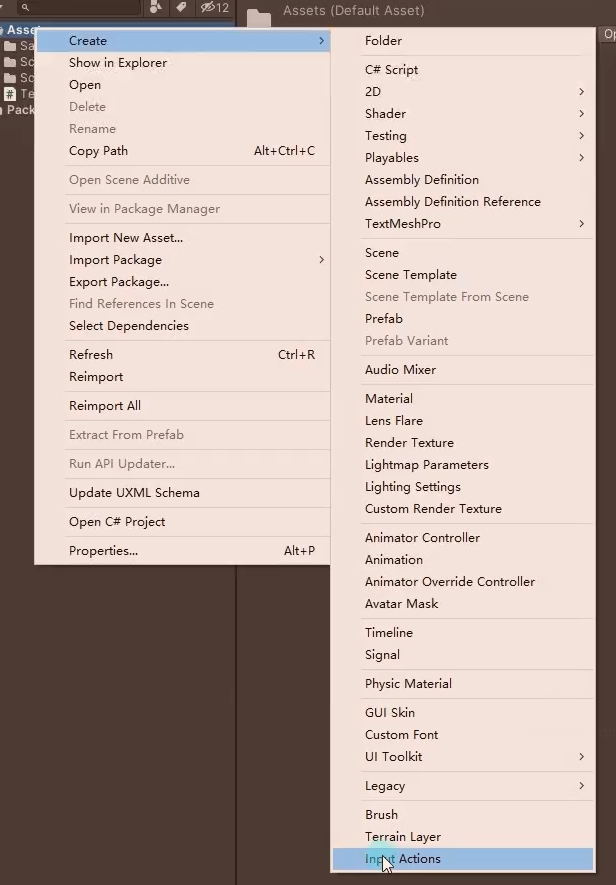 12
Assets (Default Asset)
Asse
Sa
Sc
Sc
Te
Pack
Op
Create
Show in Explorer
Open
Delete
Rename
Copy Path Alt+Ctrl+C
Open Scene Additive
View in Package Manager
Import New Asset...
Import Package
Export Package...
Find References In Scene
Select Dependencies
Refresh Ctrl+R
Reimport
Reimport All
Extract From Prefab
Run API Updater...
Update UXML Schema
Open C# Project
Properties... Alt+P
Folder
C# Script
2D
Shader
Testing
Playables
Assembly Definition
Assembly Definition Reference
TextMeshPro
Scene
Scene Template
Scene Template From Scene
Prefab
Prefab Variant
Audio Mixer
Material
Lens Flare
Render Texture
Lightmap Parameters
Lighting Settings
Custom Render Texture
Animator Controller
Animation
Animator Override Controller
Avatar Mask
Timeline
Signal
Physic Material
GUI Skin
Custom Font
UI Toolkit
Legacy
Brush
Terrain Layer
Input Actions